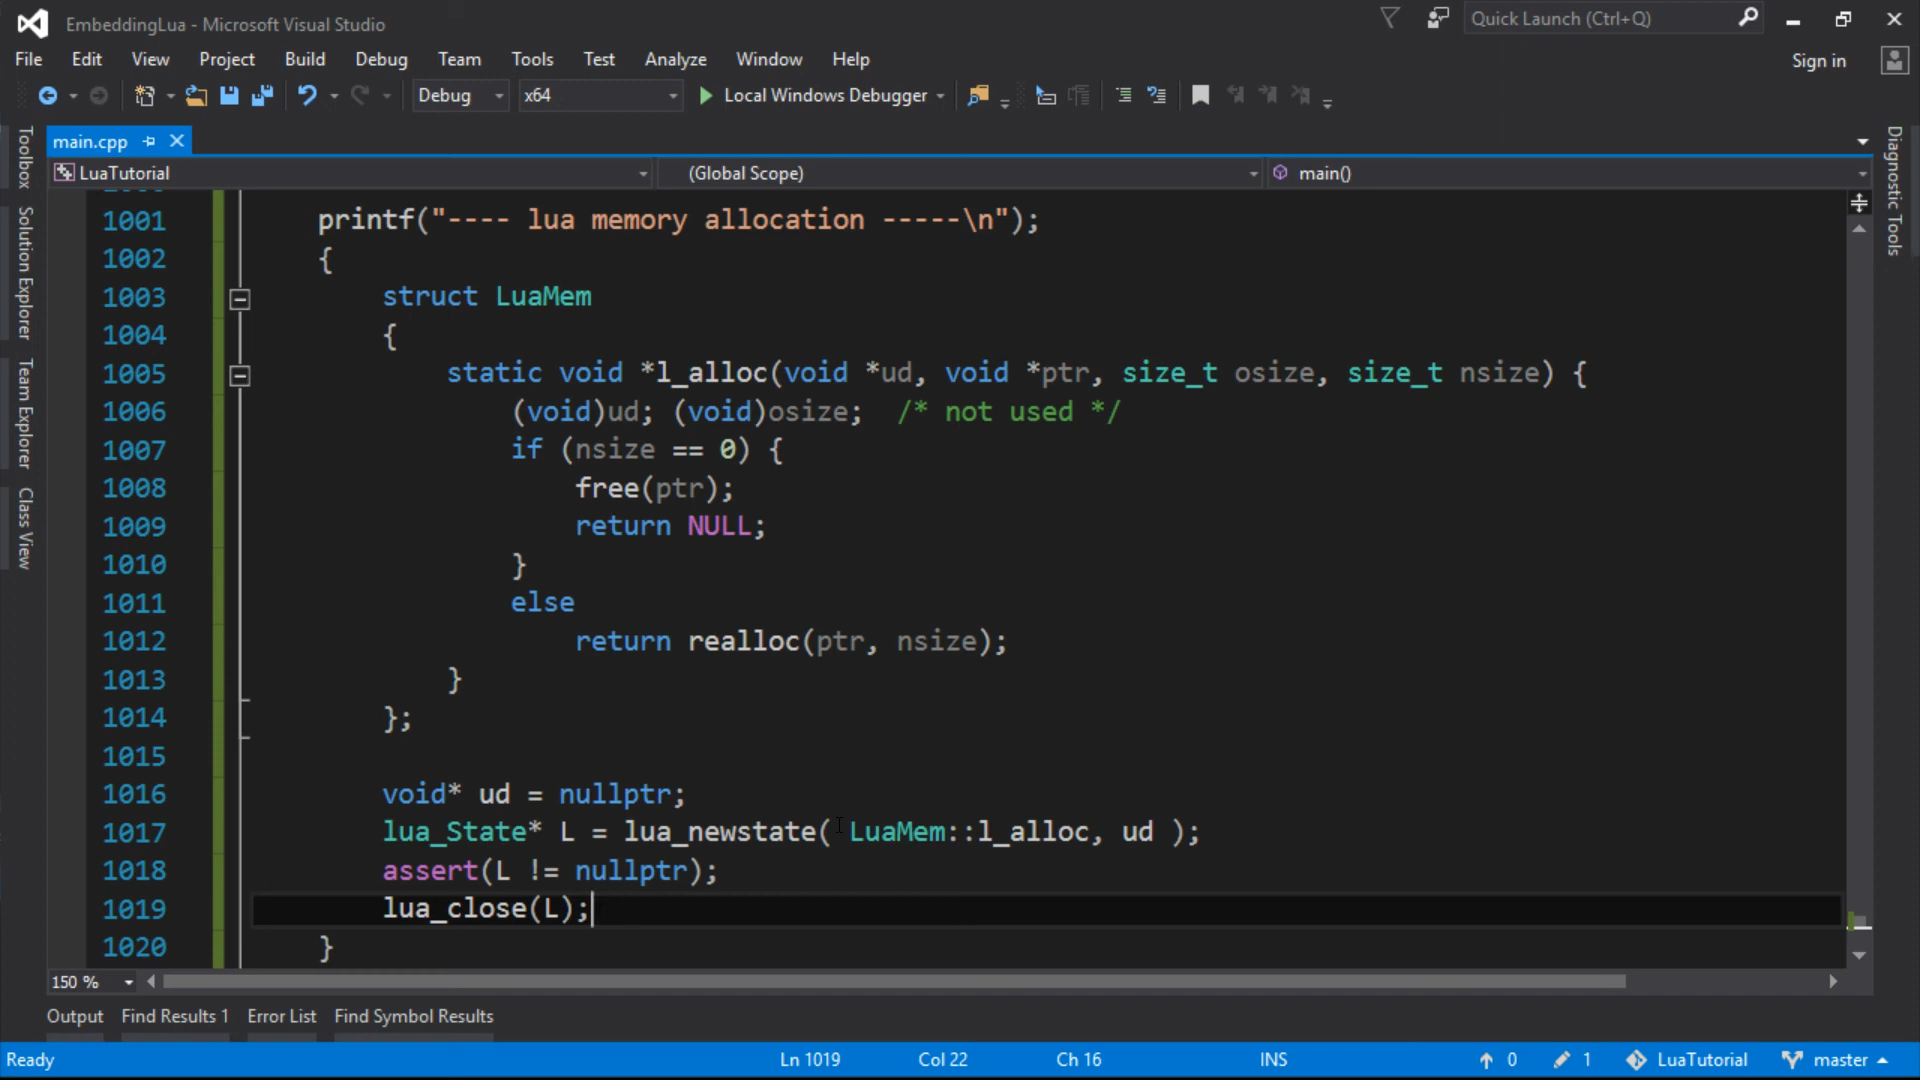 EmbeddingLua - Microsoft Visual Studio
Quick Launch (Ctrl+Q)
File Edit View Project Build Debug Team Tools Test Analyze Window Help
Sign in
Debug x64 Local Windows Debugger
main.cpp
LuaTutorial (Global Scope) main()
Toolbox
Solution Explorer
Team Explorer
Class View
Diagnostic Tools
1001 printf("---- lua memory allocation -----\n");
1002 {
1003 struct LuaMem
1004 {
1005 static void *l_alloc(void *ud, void *ptr, size_t osize, size_t nsize) {
1006 (void)ud; (void)osize; /* not used */
1007 if (nsize == 0) {
1008 free(ptr);
1009 return NULL;
1010 }
1011 else
1012 return realloc(ptr, nsize);
1013 }
1014 };
1015
1016 void* ud = nullptr;
1017 lua_State* L = lua_newstate( LuaMem::l_alloc, ud );
1018 assert(L != nullptr);
1019 lua_close(L);
1020 }
150 %
Output Find Results 1 Error List Find Symbol Results
Ready Ln 1019 Col 22 Ch 16 INS 0 1 LuaTutorial master